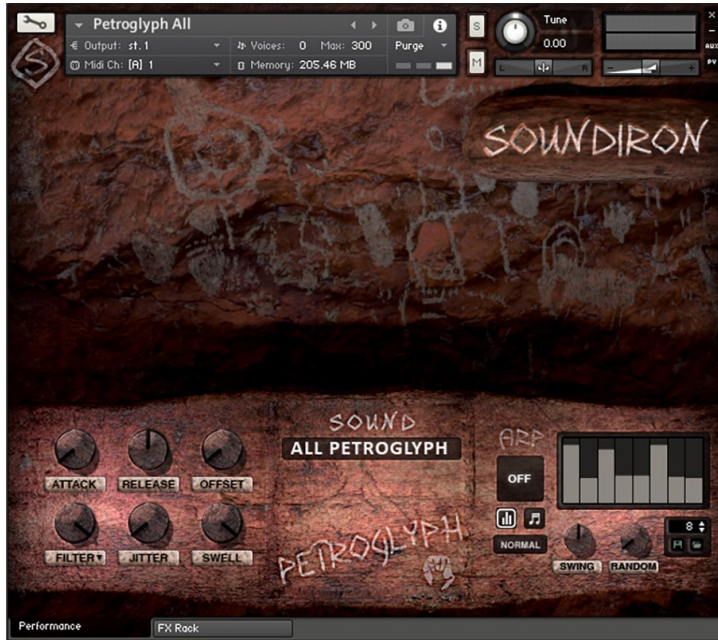 Petroglyph All
Output: st.1
Voices: 0 Max: 300
Purge
Midi Ch: [A] 1
Memory: 205.46 MB
S
M
Tune
0.00
L R
AUX
PV
S
SOUNDIRON
SOUND
ALL PETROGLYPH
ATTACK RELEASE OFFSET
FILTER JITTER SWELL
PETROGLYPH
ARP
OFF
NORMAL
8
SWING RANDOM
Performance
FX Rack